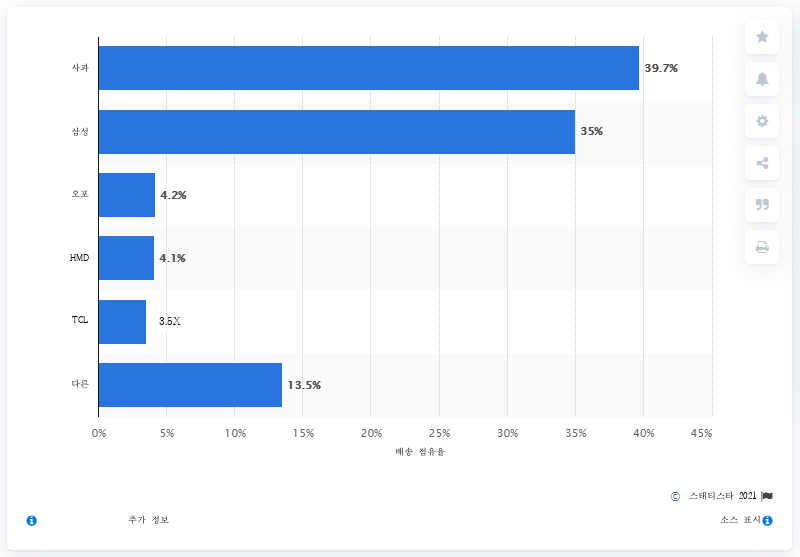 사과 39.7%
삼성 35%
오포 4.2%
HMD 4.1%
TCL 3.5X
다른 13.5%
0% 5% 10% 15% 20% 25% 30% 35% 40% 45%
배송 점유율
© 스태티스타 2021
추가 정보 소스 표시